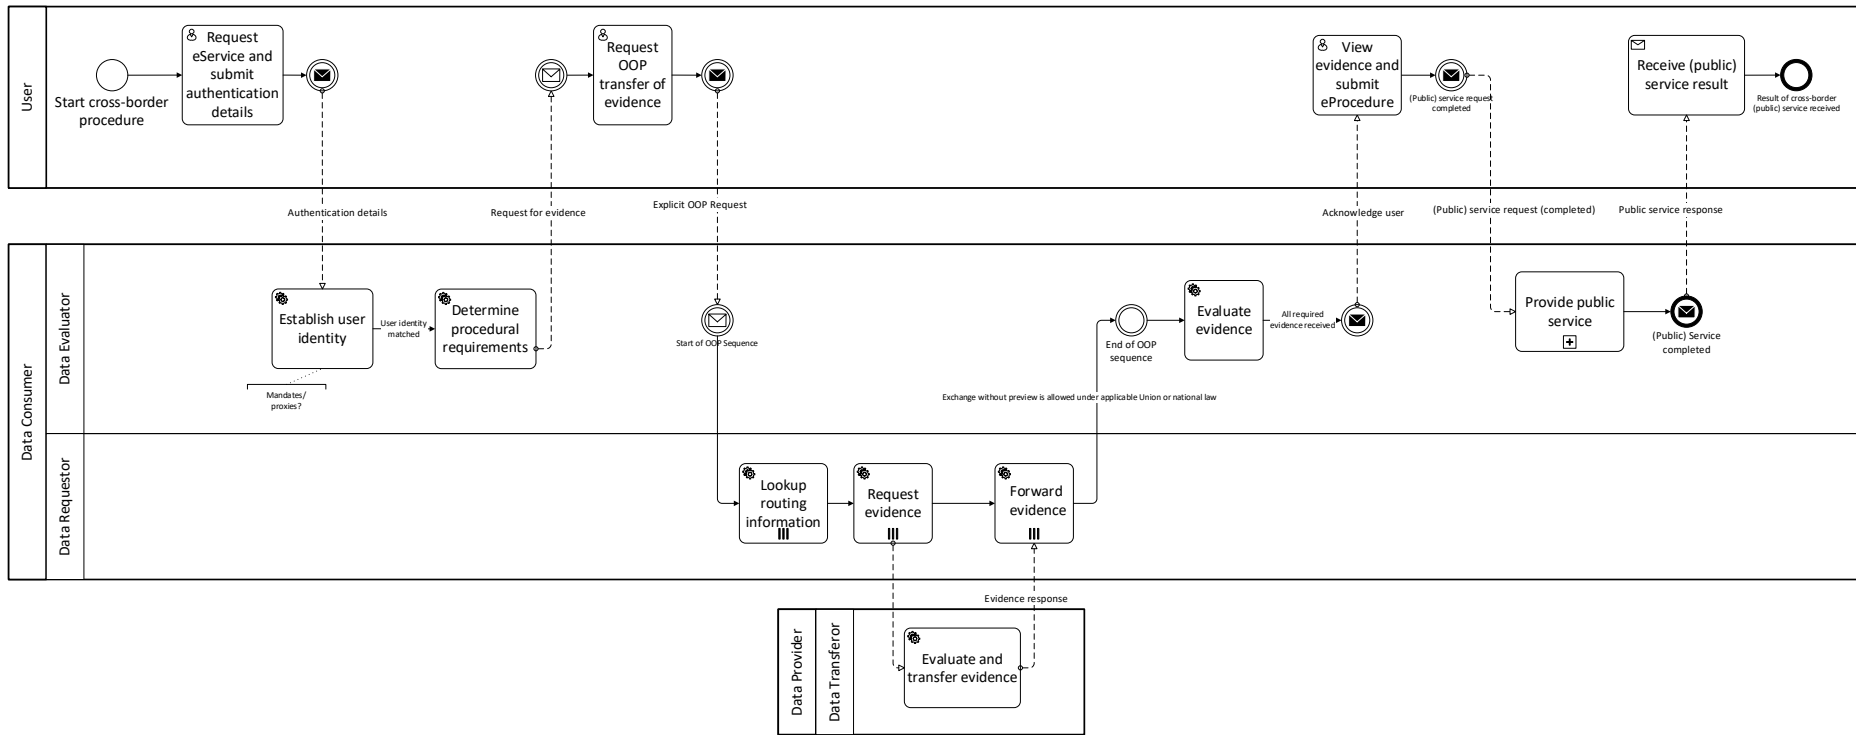 User
Start cross-border
procedure
Request
eService and
submit
authentication
details
Request
OOP
transfer of
evidence
View
evidence and
submit
eProcedure
(Public) service request
completed
Receive (public)
service result
Result of cross-border
(public) service received
Authentication details
Request for evidence
Explicit OOP Request
Acknowledge user
(Public) service request (completed)
Public service response
Data Consumer
Data Evaluator
Establish user
identity
User identity
matched
Determine
procedural
requirements
Mandates/
proxies?
Start of OOP Sequence
End of OOP
sequence
Evaluate
evidence
All required
evidence received
Provide public
service
(Public) Service
completed
Exchange without preview is allowed under applicable Union or national law
Data Requestor
Lookup
routing
information
Request
evidence
Forward
evidence
Evidence response
Data Provider
Data Transferor
Evaluate and
transfer evidence